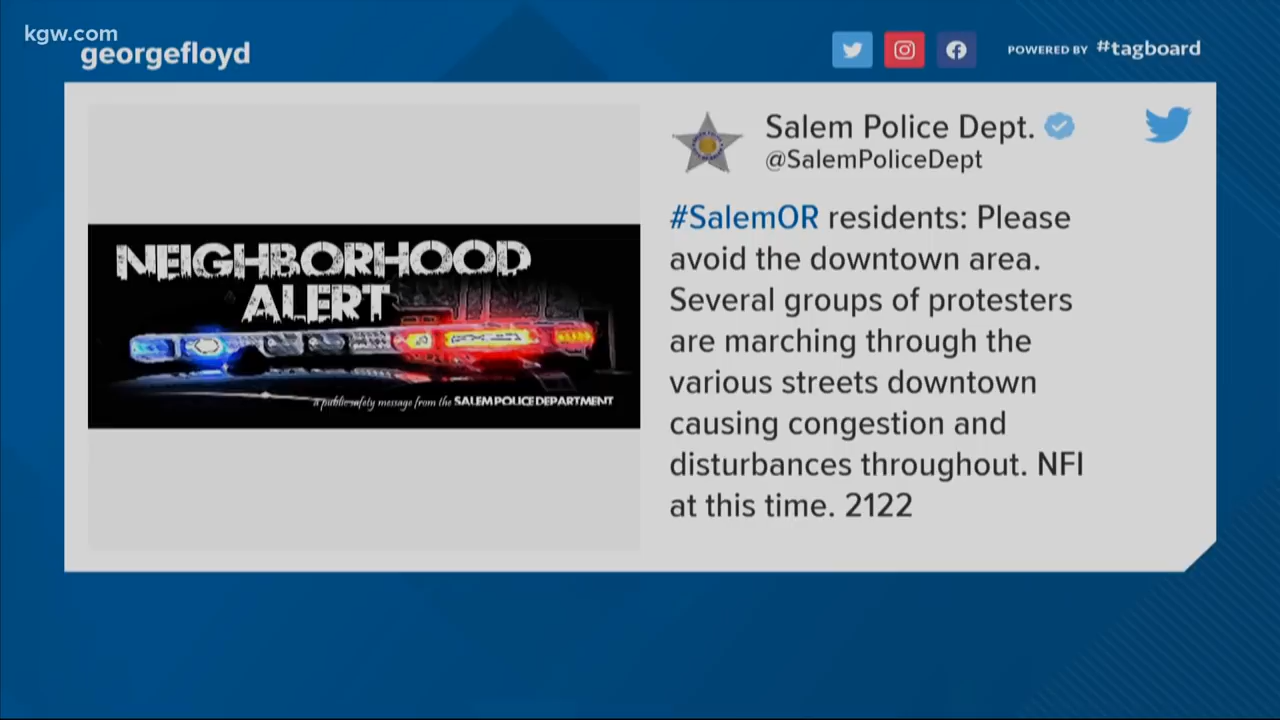 kgw.com
georgefloyd
POWERED BY #tagboard
NEIGHBORHOOD
ALERT
a public safety message from the SALEM POLICE DEPARTMENT
Salem Police Dept.
@SalemPoliceDept
#SalemOR residents: Please
avoid the downtown area.
Several groups of protesters
are marching through the
various streets downtown
causing congestion and
disturbances throughout. NFI
at this time. 2122